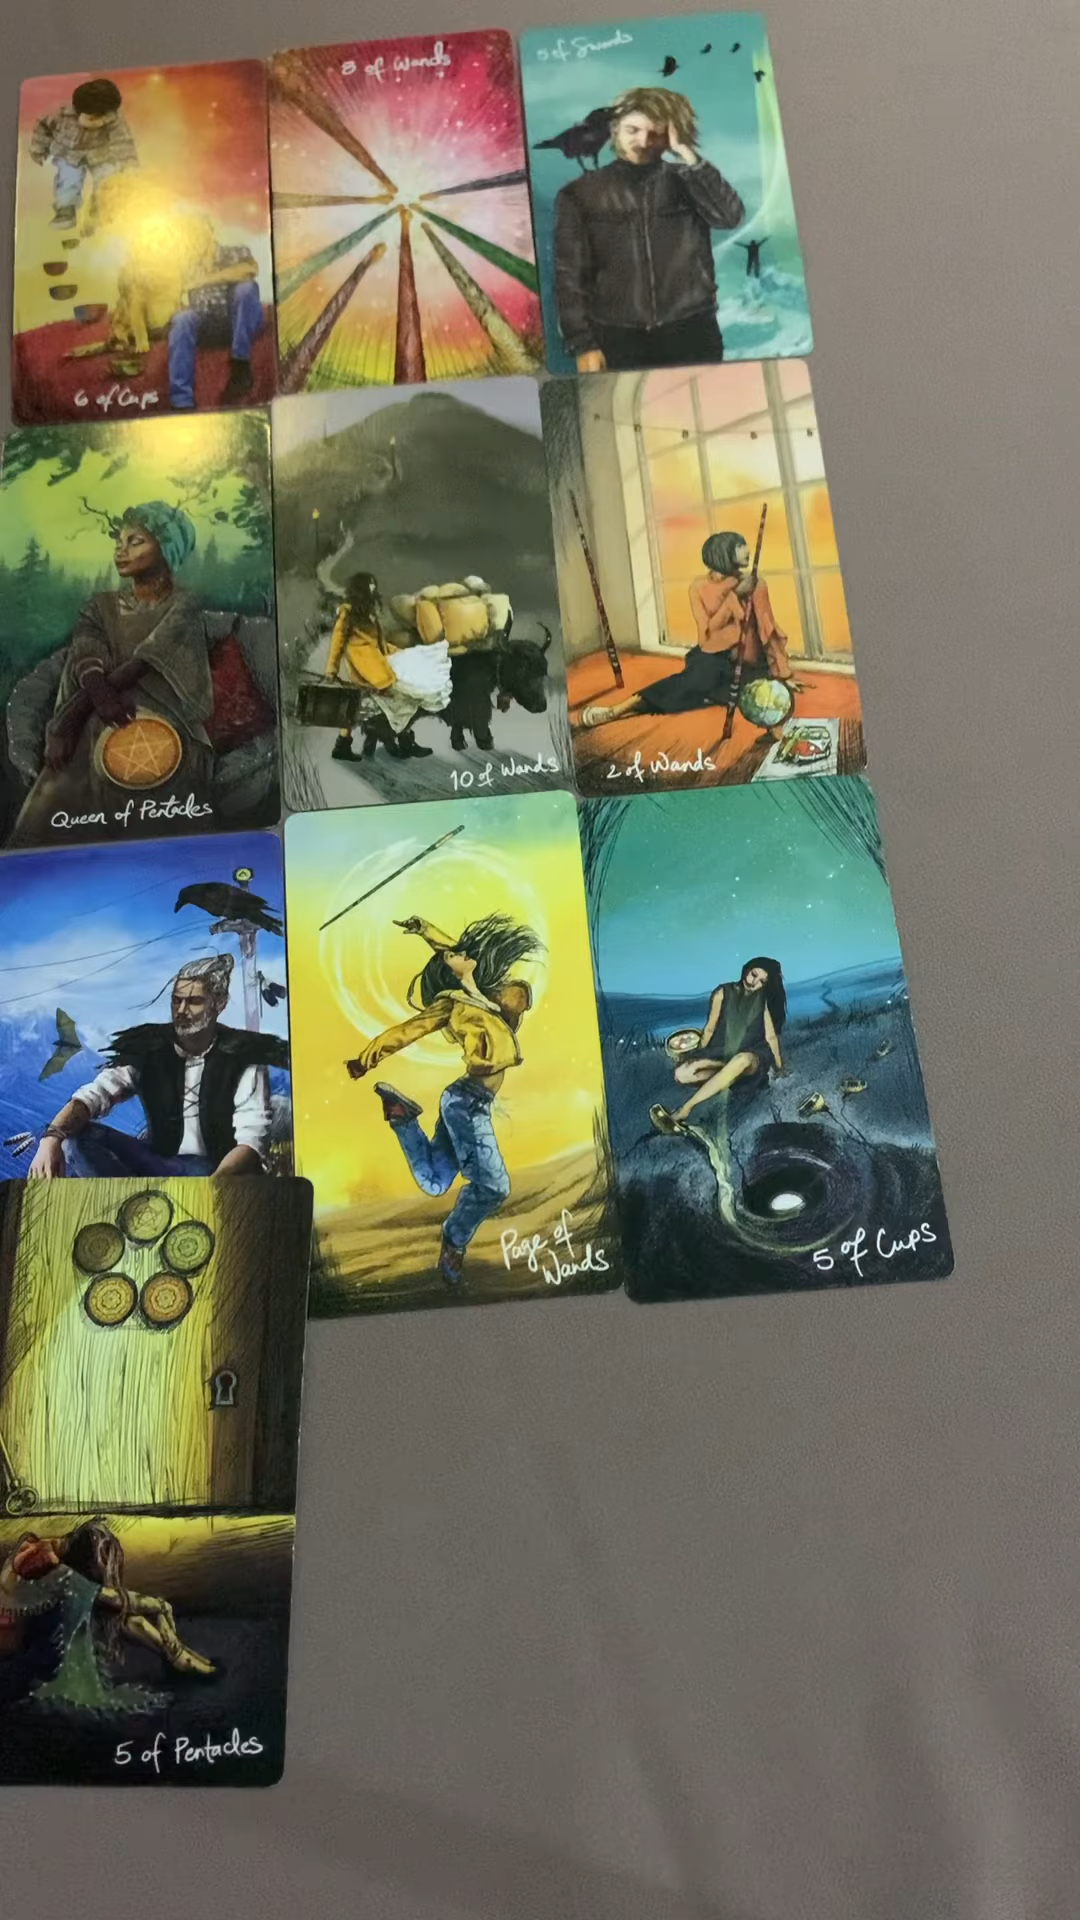 8 of Wands
5 of Swords
6 of Cups
Queen of Pentacles
10 of Wands
2 of Wands
Page of
Wands
5 of Cups
5 of Pentacles